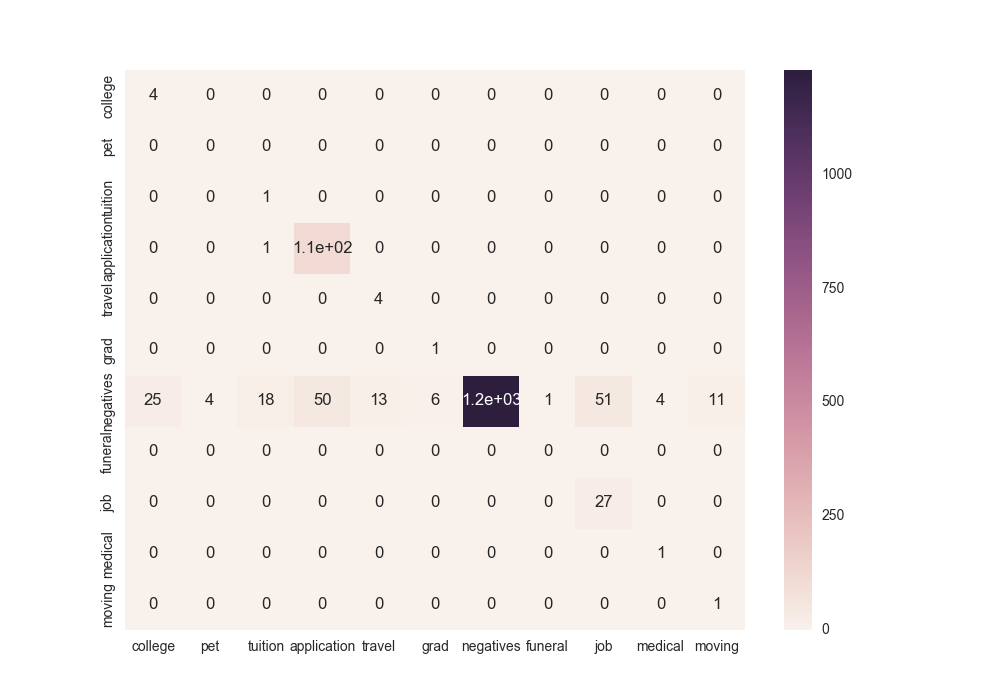 college 4 0 0 0 0 0 0 0 0 0 0
pet 0 0 0 0 0 0 0 0 0 0 0
tuition 0 0 1 0 0 0 0 0 0 0 0
application 0 0 1 1.1e+02 0 0 0 0 0 0 0
travel 0 0 0 0 4 0 0 0 0 0 0
grad 0 0 0 0 0 1 0 0 0 0 0
negatives 25 4 18 50 13 6 1.2e+03 1 51 4 11
funeral 0 0 0 0 0 0 0 0 0 0 0
job 0 0 0 0 0 0 0 0 27 0 0
medical 0 0 0 0 0 0 0 0 0 1 0
moving 0 0 0 0 0 0 0 0 0 0 1
college pet tuition application travel grad negatives funeral job medical moving
1000
750
500
250
0